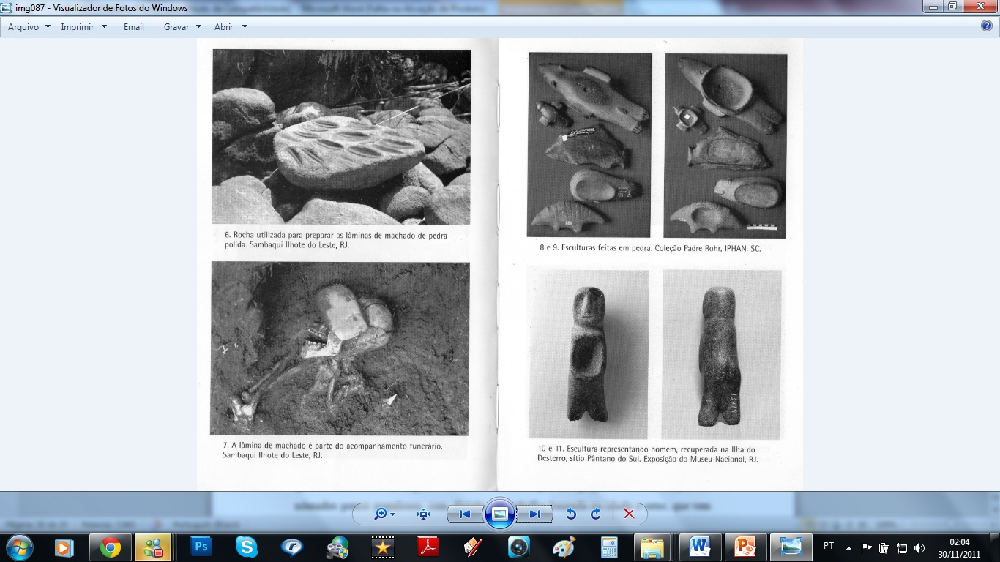 img087 - Visualizador de Fotos do Windows
Arquivo Imprimir Email Gravar Abrir
6. Rocha utilizada para preparar as lâminas de machado de pedra
polida. Sambaqui Ilhote do Leste, RJ.
7. A lâmina de machado é parte do acompanhamento funerário.
Sambaqui Ilhote do Leste, RJ.
8 e 9. Esculturas feitas em pedra. Coleção Padre Rohr, IPHAN, SC.
10 e 11. Escultura representando homem, recuperada na Ilha do
Desterro, sítio Pântano do Sul. Exposição do Museu Nacional, RJ.
PT
02:04
30/11/2011